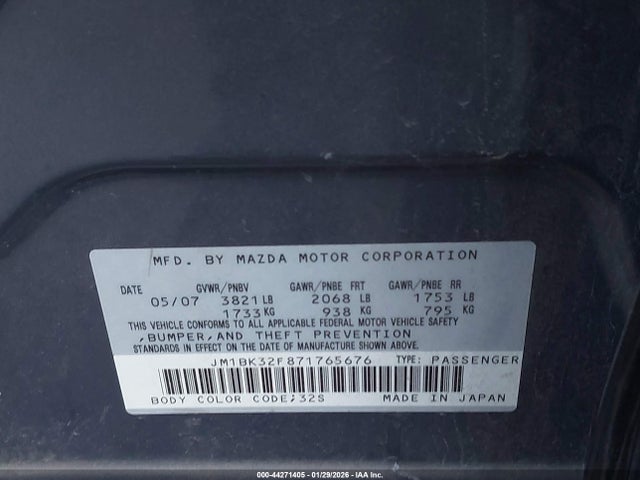 MFD. BY MAZDA MOTOR CORPORATION
DATE GVWR/PNBV GAWR/PNBE FRT GAWR/PNBE RR
05/07 3821 LB 2068 LB 1753 LB
1733 KG 938 KG 795 KG
THIS VEHICLE CONFORMS TO ALL APPLICABLE FEDERAL MOTOR VEHICLE SAFETY
,BUMPER,AND THEFT PREVENTION
STANDARDS IN EFFECT ON THE DATE OF MANUFACTURE SHOWN ABOVE.
JM1BK32F871765676 TYPE: PASSENGER
BODY COLOR CODE;32S MADE IN JAPAN
000-44271405 - 01/29/2026 - IAA Inc.